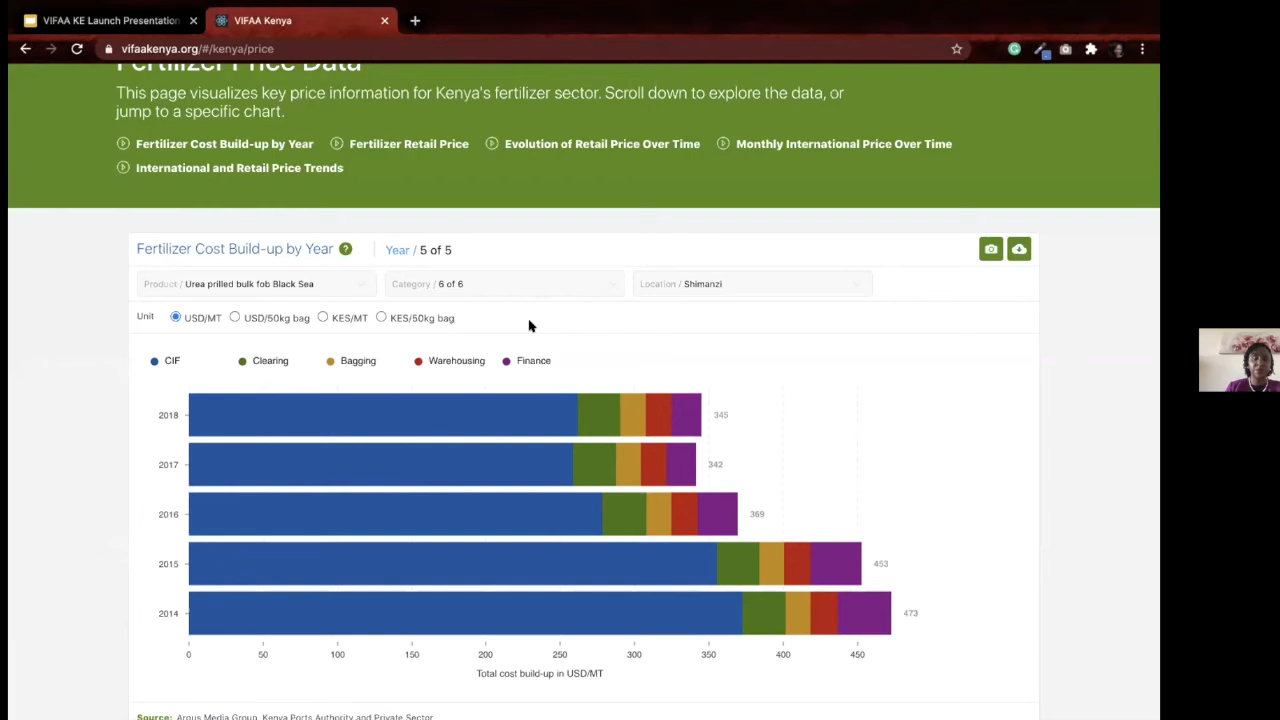 VIFAA KE Launch Presentation
VIFAA Kenya
vifaakenya.org/#/kenya/price
Fertilizer Price Data
This page visualizes key price information for Kenya's fertilizer sector. Scroll down to explore the data, or
jump to a specific chart.
Fertilizer Cost Build-up by Year
Fertilizer Retail Price
Evolution of Retail Price Over Time
Monthly International Price Over Time
International and Retail Price Trends
Fertilizer Cost Build-up by Year ?
Year / 5 of 5
Product / Urea prilled bulk fob Black Sea
Category / 6 of 6
Location / Shimanzi
Unit
USD/MT
USD/50kg bag
KES/MT
KES/50kg bag
CIF
Clearing
Bagging
Warehousing
Finance
2018
345
2017
342
2016
369
2015
453
2014
473
0
50
100
150
200
250
300
350
400
450
Total cost build-up in USD/MT
Source: Argus Media Group, Kenya Ports Authority and Private Sector